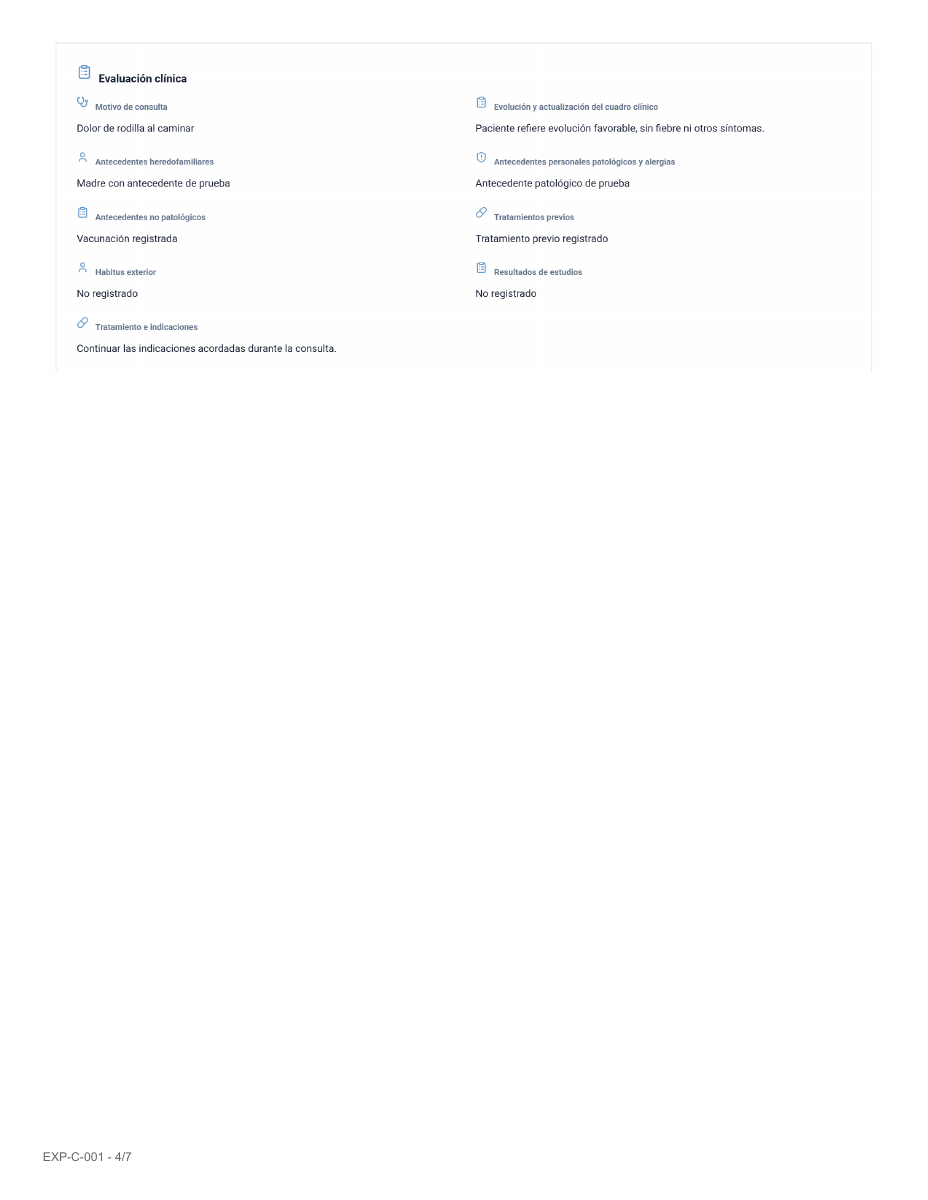 Evaluación clínica
Motivo de consulta
Dolor de rodilla al caminar
Evolución y actualización del cuadro clínico
Paciente refiere evolución favorable, sin fiebre ni otros síntomas.
Antecedentes heredofamiliares
Madre con antecedente de prueba
Antecedentes personales patológicos y alergias
Antecedente patológico de prueba
Antecedentes no patológicos
Vacunación registrada
Tratamientos previos
Tratamiento previo registrado
Habitus exterior
No registrado
Resultados de estudios
No registrado
Tratamiento e indicaciones
Continuar las indicaciones acordadas durante la consulta.
EXP-C-001 - 4/7